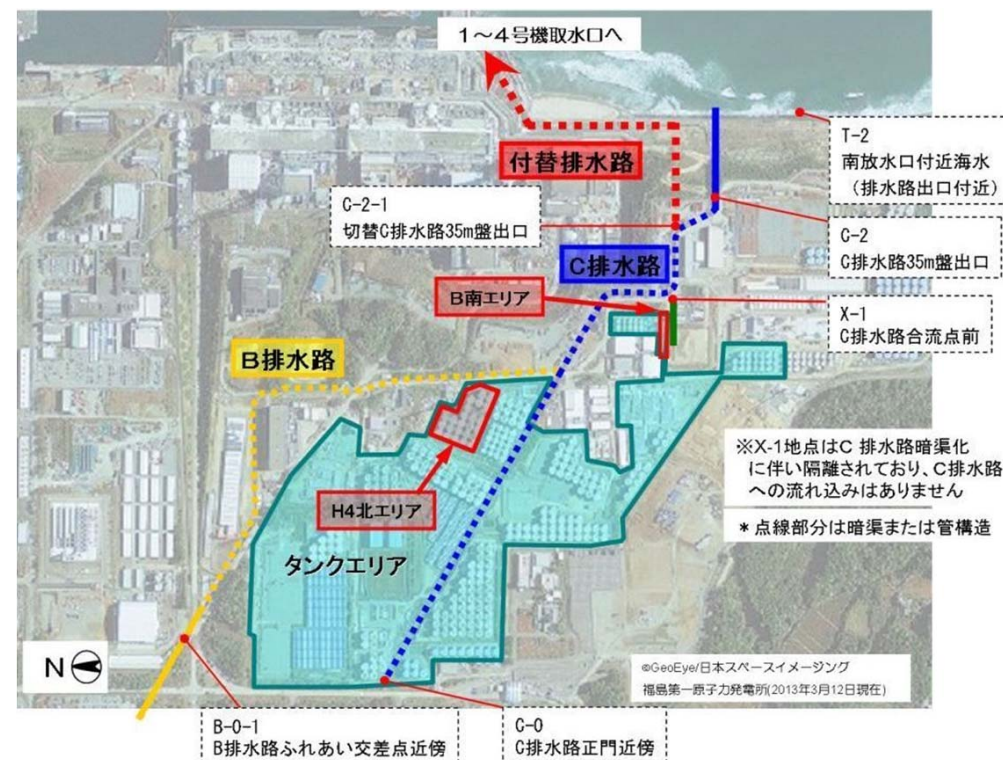 1～4号機取水口へ
付替排水路
T-2
南放水口付近海水
(排水路出口付近)
C-2-1
切替C排水路35m盤出口
C-2
C排水路35m盤出口
C排水路
B南エリア
X-1
C排水路合流点前
B排水路
※X-1地点はC 排水路暗渠化
に伴い隔離されており、C排水路
への流れ込みはありません
H4北エリア
＊点線部分は暗渠または管構造
タンクエリア
N
©GeoEye/日本スペースイメージング
福島第一原子力発電所(2013年3月12日現在)
B-0-1
B排水路ふれあい交差点近傍
C-0
C排水路正門近傍